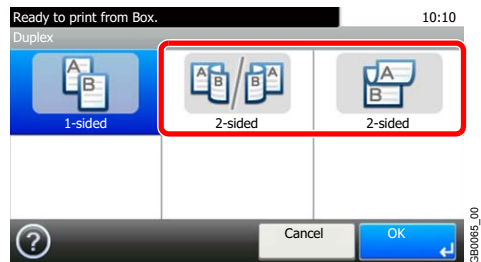 Ready to print from Box. 10:10
Duplex
A B A B B A A B
1-sided 2-sided 2-sided
? Cancel OK
GB0065_00